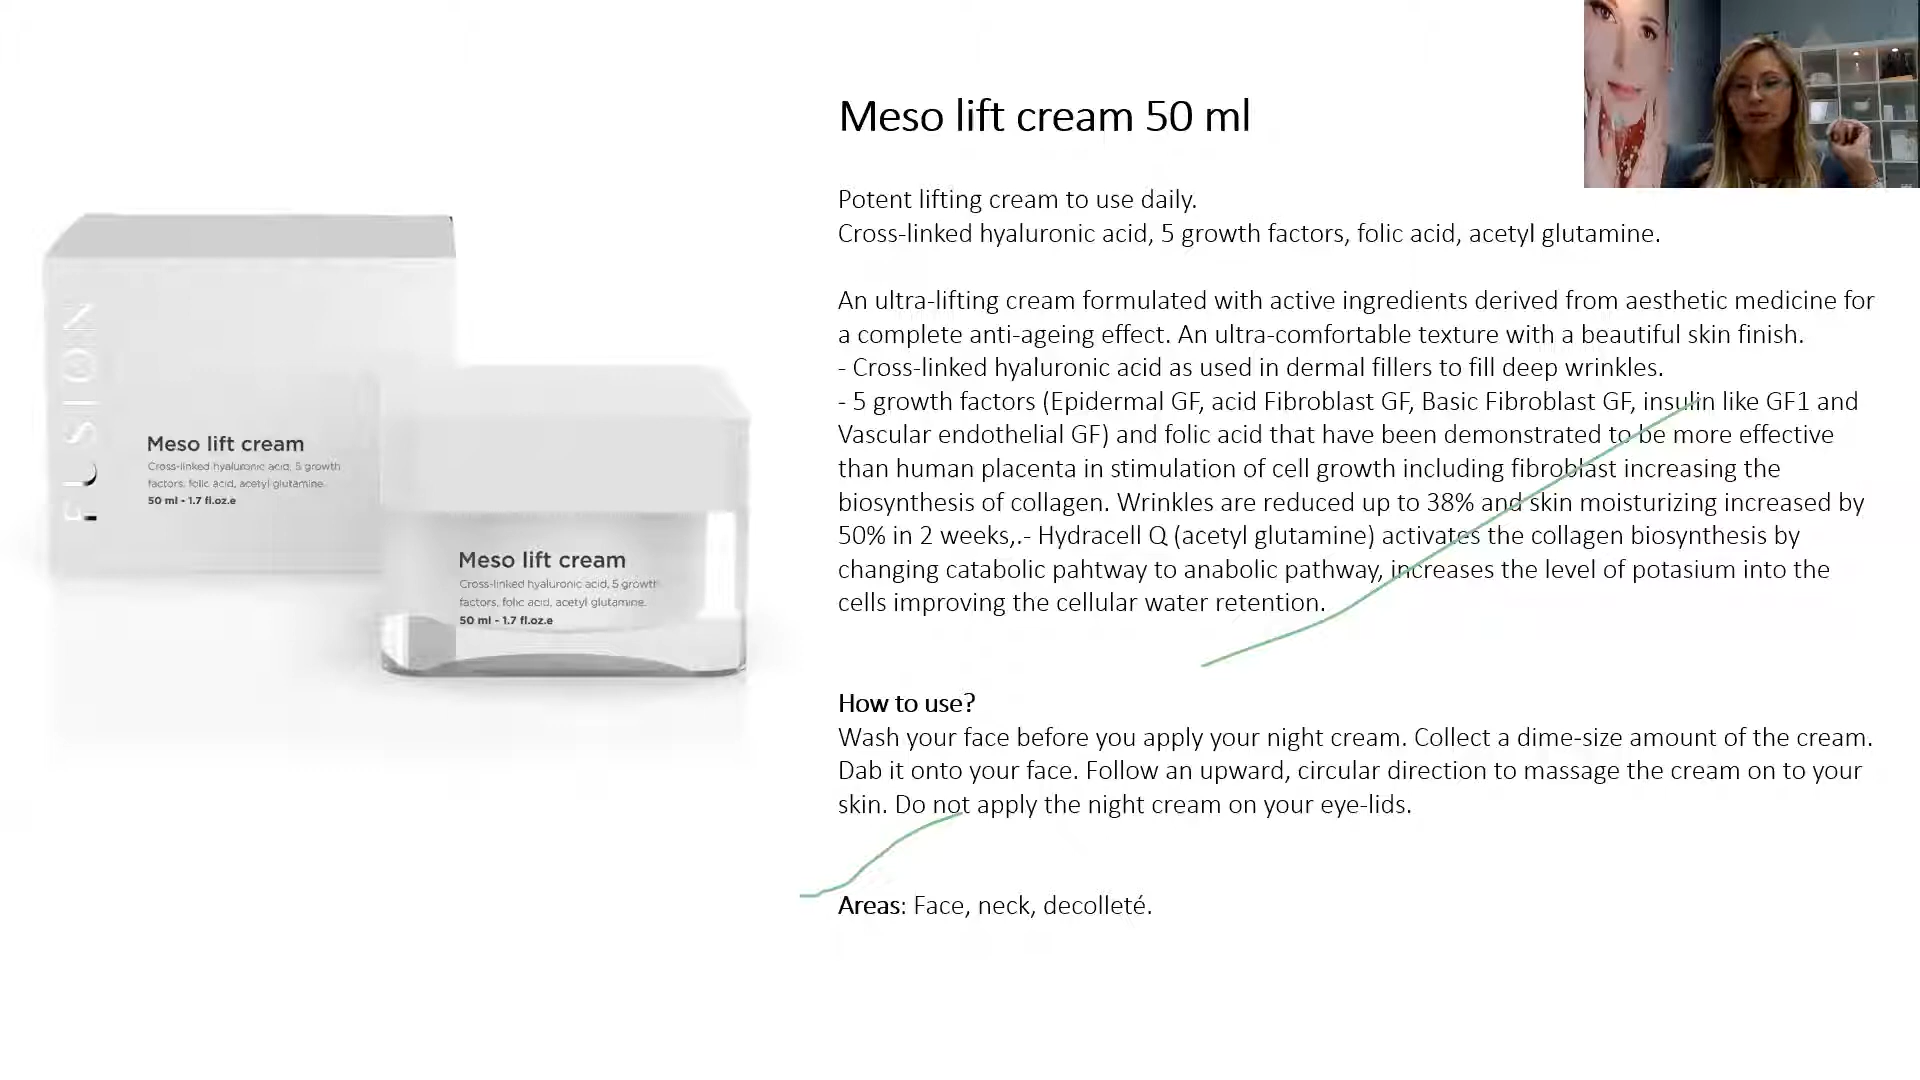 Meso lift cream 50 ml
Potent lifting cream to use daily.
Cross-linked hyaluronic acid, 5 growth factors, folic acid, acetyl glutamine.
An ultra-lifting cream formulated with active ingredients derived from aesthetic medicine for
a complete anti-ageing effect. An ultra-comfortable texture with a beautiful skin finish.
- Cross-linked hyaluronic acid as used in dermal fillers to fill deep wrinkles.
- 5 growth factors (Epidermal GF, acid Fibroblast GF, Basic Fibroblast GF, insulin like GF1 and
Vascular endothelial GF) and folic acid that have been demonstrated to be more effective
than human placenta in stimulation of cell growth including fibroblast increasing the
biosynthesis of collagen. Wrinkles are reduced up to 38% and skin moisturizing increased by
50% in 2 weeks,.- Hydracell Q (acetyl glutamine) activates the collagen biosynthesis by
changing catabolic pahtway to anabolic pathway, increases the level of potasium into the
cells improving the cellular water retention.
How to use?
Wash your face before you apply your night cream. Collect a dime-size amount of the cream.
Dab it onto your face. Follow an upward, circular direction to massage the cream on to your
skin. Do not apply the night cream on your eye-lids.
Areas: Face, neck, decolleté.
FUSION
Meso lift cream
Cross-linked hyaluronic acid, 5 growth
factors, folic acid, acetyl glutamine.
50 ml - 1.7 fl.oz.e
Meso lift cream
Cross-linked hyaluronic acid, 5 growth
factors, folic acid, acetyl glutamine.
50 ml - 1.7 fl.oz.e